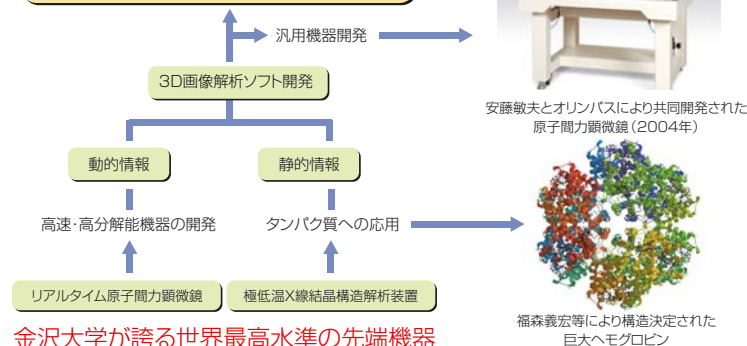 汎用機器開発
3D画像解析ソフト開発
安藤敏夫とオリンパスにより共同開発された
原子間力顕微鏡（2004年）
動的情報
静的情報
高速・高分解能機器の開発
タンパク質への応用
リアルタイム原子間力顕微鏡
極低温X線結晶構造解析装置
福森義宏等により構造決定された
巨大ヘモグロビン
金沢大学が誇る世界最高水準の先端機器